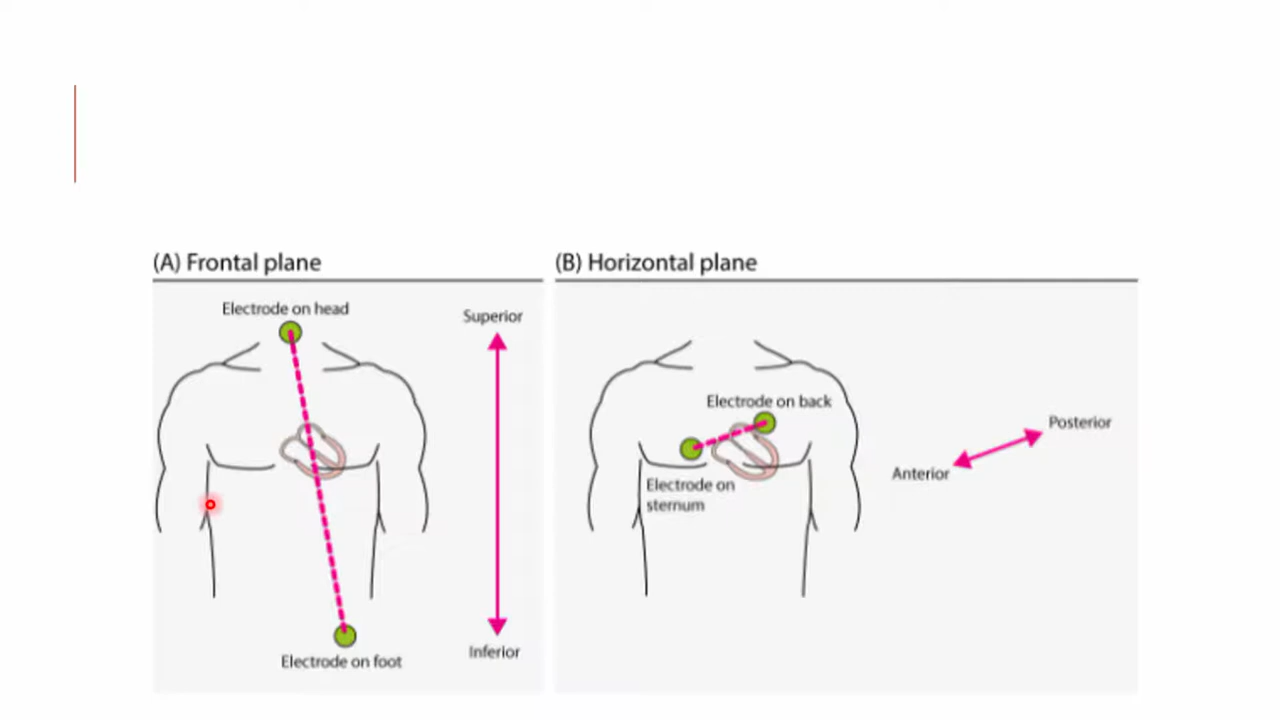 (A) Frontal plane
Electrode on head
Superior
Electrode on foot
Inferior
(B) Horizontal plane
Electrode on back
Electrode on
sternum
Posterior
Anterior